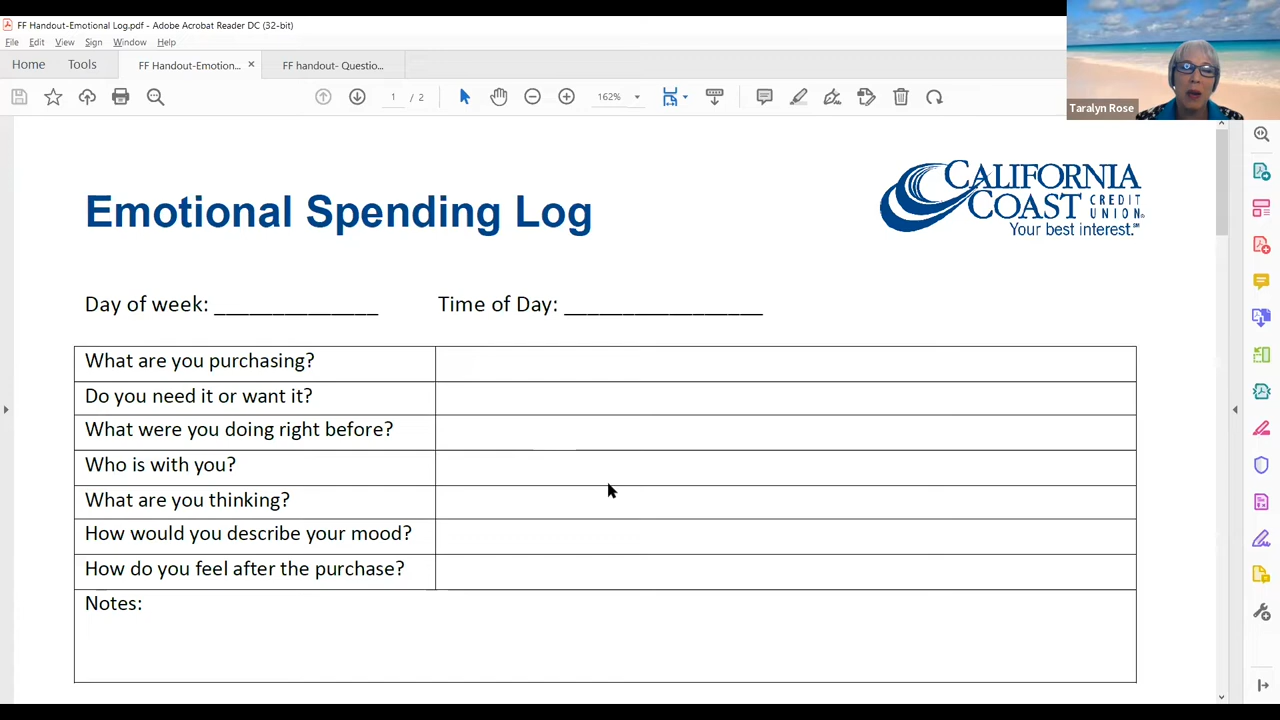 FF Handout-Emotional Log.pdf - Adobe Acrobat Reader DC (32-bit)
File Edit View Sign Window Help
Home Tools FF Handout-Emotion... × FF handout- Questio...
1 / 2 162%
Taralyn Rose
CALIFORNIA
COAST CREDIT UNION
Your best interest.℠
Emotional Spending Log
Day of week: ______________ Time of Day: _________________
What are you purchasing?
Do you need it or want it?
What were you doing right before?
Who is with you?
What are you thinking?
How would you describe your mood?
How do you feel after the purchase?
Notes: